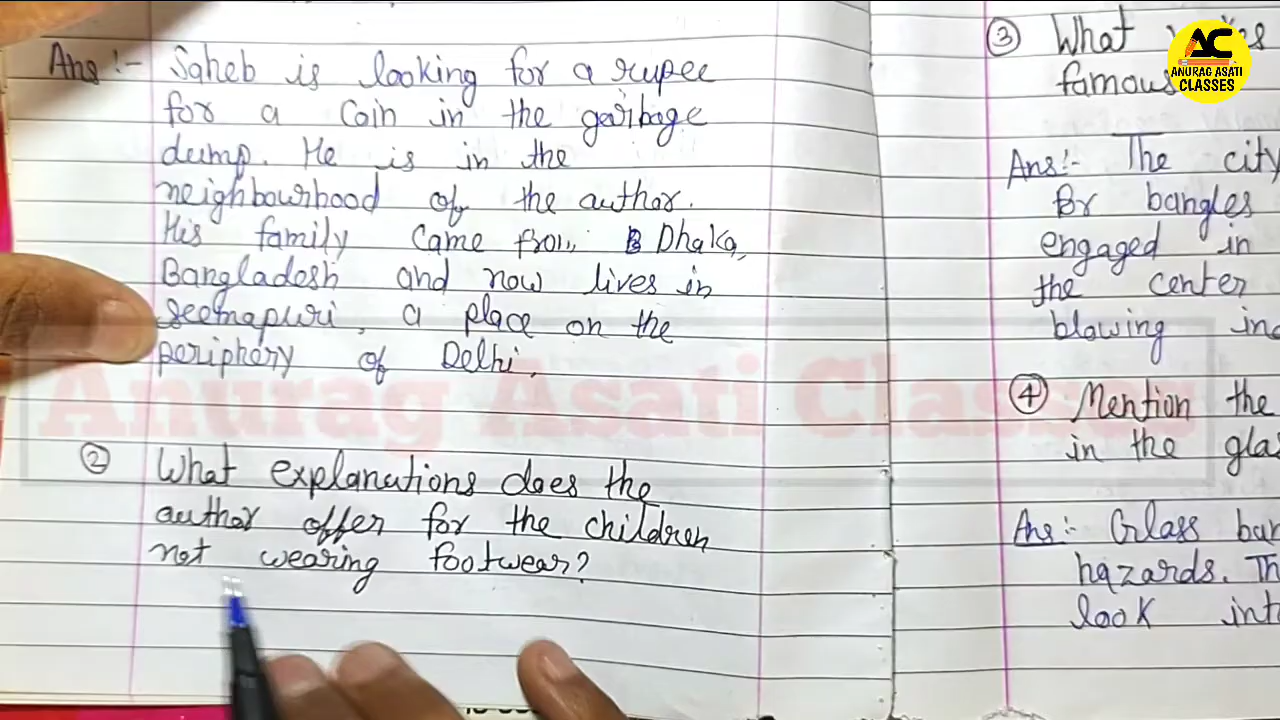 Ans :- Saheb is looking for a rupee
for a Coin in the garbage
dump. He is in the
neighbourhood of the author.
His family came from Dhaka,
Bangladesh and now lives in
Seemapuri, a place on the
periphery of Delhi.
② What explanations does the
author offer for the children
not wearing footwear?
③ What
famous
Ans :- The city
for bangles
engaged in
the center
blowing
④ Mention the
in the
Ans :- Glass
hazards.
look
AC
ANURAG ASATI
CLASSES
Anurag Asati Classes